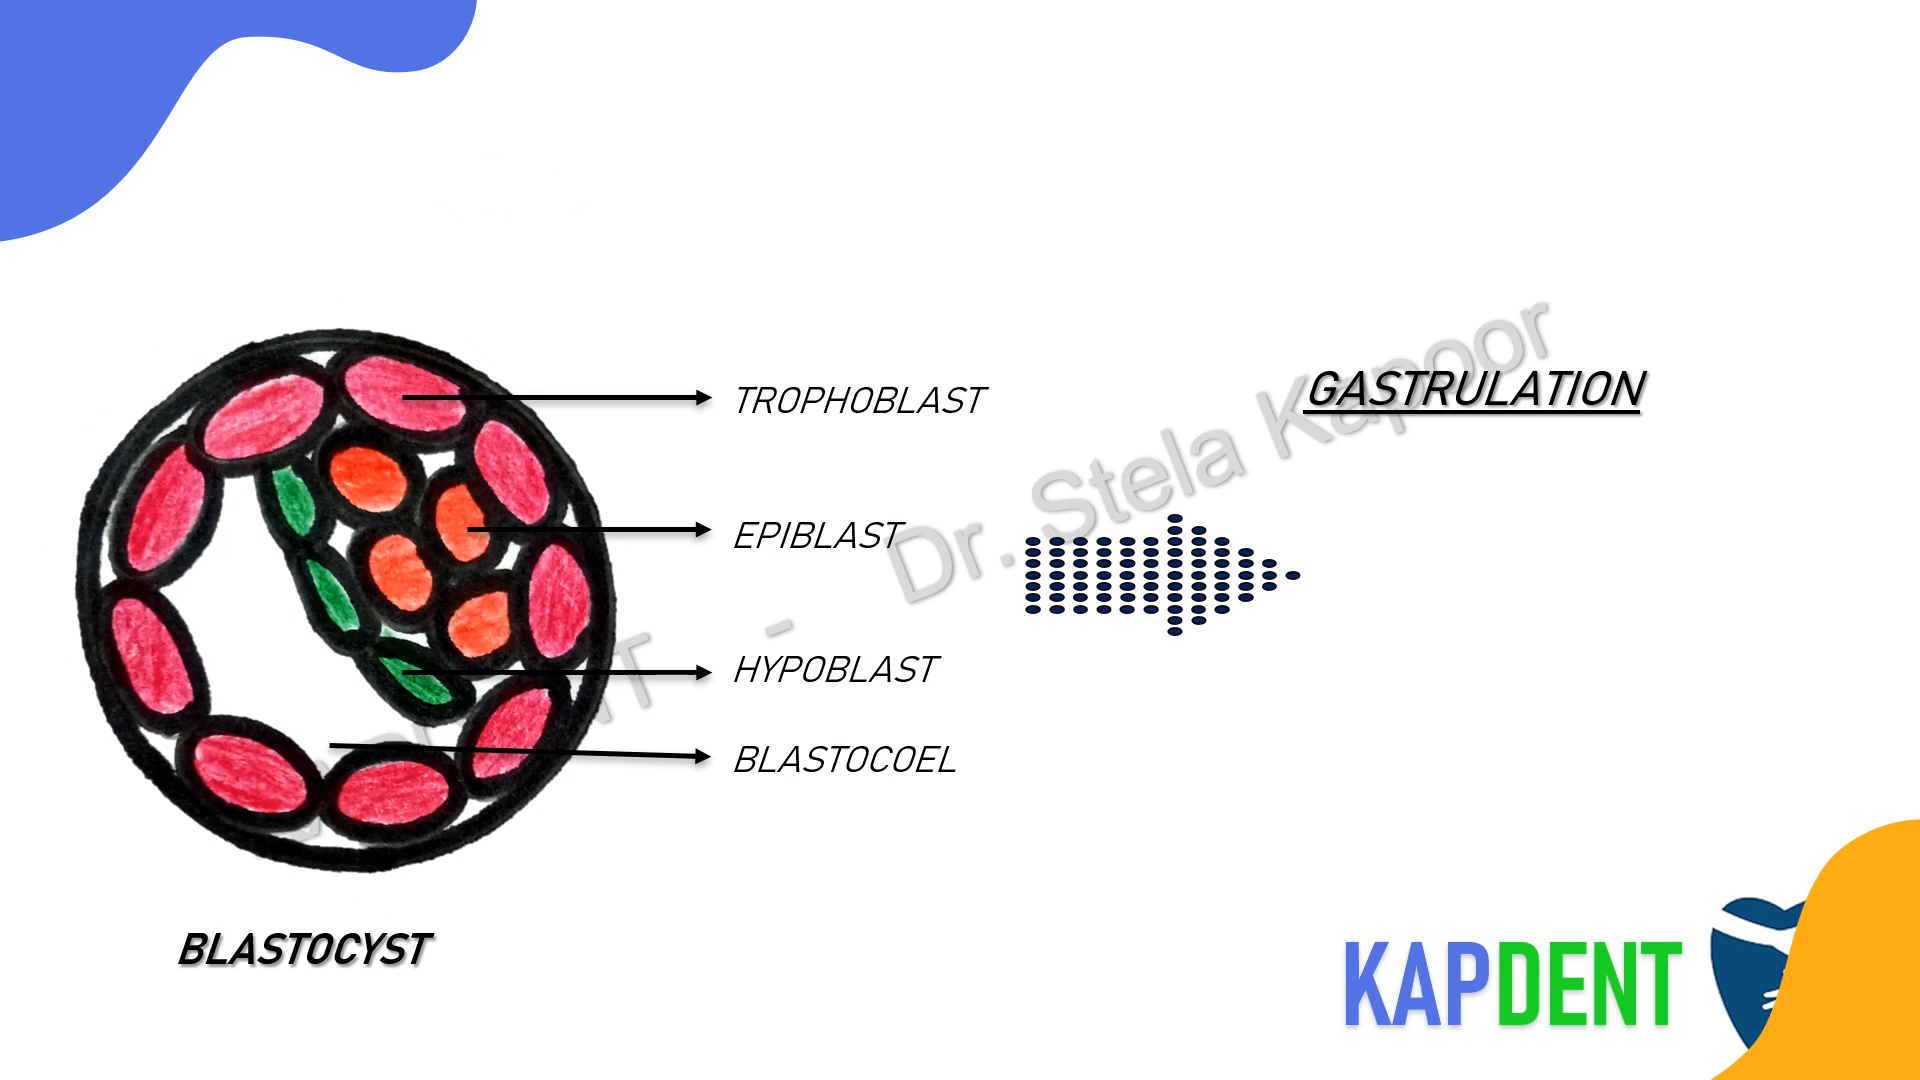 TROPHOBLAST
GASTRULATION
EPIBLAST
HYPOBLAST
BLASTOCOEL
BLASTOCYST
- Dr. Stela Kapoor
KAPDENT